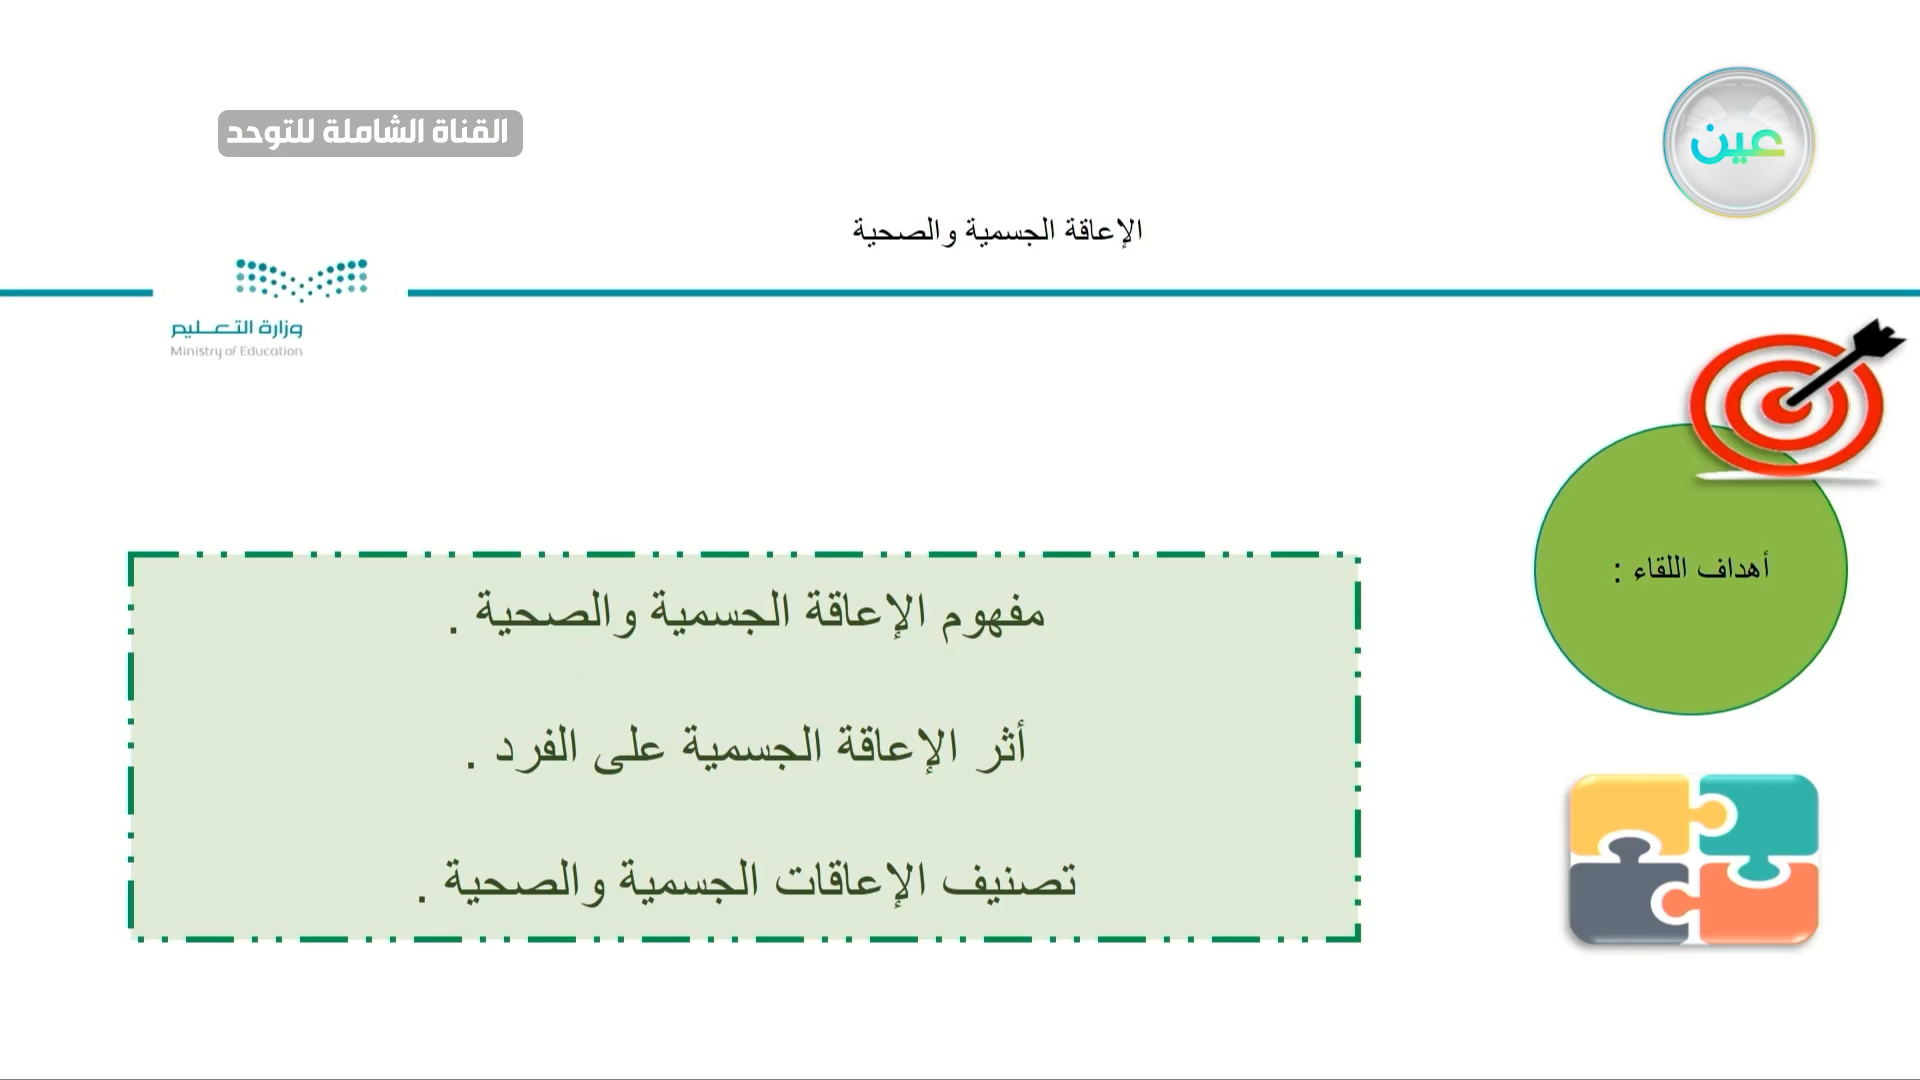 القناة الشاملة للتوحد
عين
الإعاقة الجسمية والصحية
وزارة التعليم
Ministry of Education
أهداف اللقاء :
مفهوم الإعاقة الجسمية والصحية .
أثر الإعاقة الجسمية على الفرد .
تصنيف الإعاقات الجسمية والصحية .